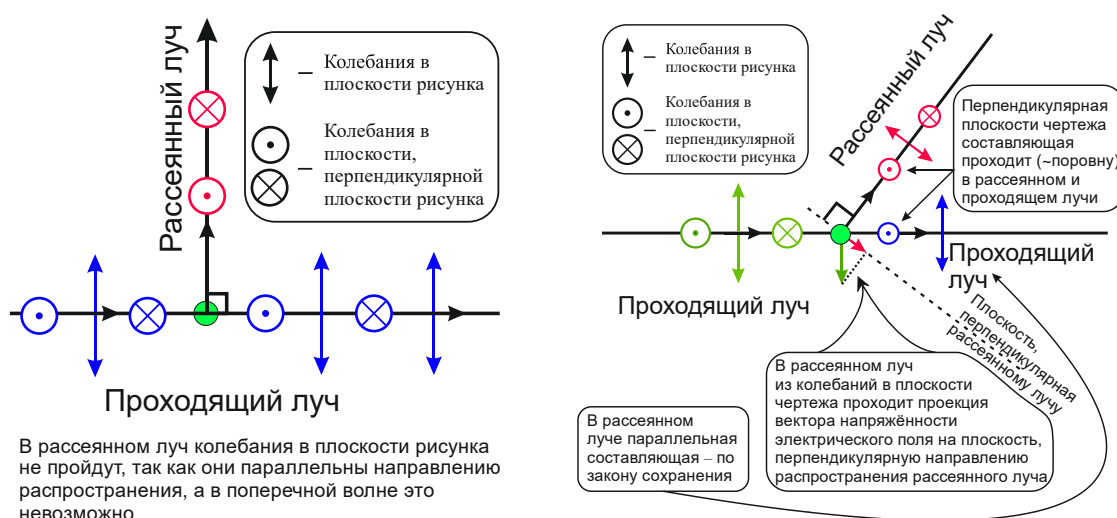 Рассеянный луч
– Колебания в
плоскости рисунка
Колебания в
плоскости,
– перпендикулярной
плоскости рисунка
Проходящий луч
В рассеянном луч колебания в плоскости рисунка
не пройдут, так как они параллельны направлению
распространения, а в поперечной волне это
невозможно
– Колебания в
плоскости рисунка
Колебания в
плоскости,
– перпендикулярной
плоскости рисунка
Рассеянный луч
Перпендикулярная
плоскости чертежа
составляющая
проходит (~поровну)
в рассеянном и
проходящем лучи
Проходящий луч
Проходящий
луч
Плоскость,
перпендикулярная
рассеянному лучу
В рассеянном луч
из колебаний в плоскости
чертежа проходит проекция
вектора напряжённости
электрического поля на плоскость,
перпендикулярную направлению
распространения рассеянного луча
В рассеянном
луче параллельная
составляющая – по
закону сохранения